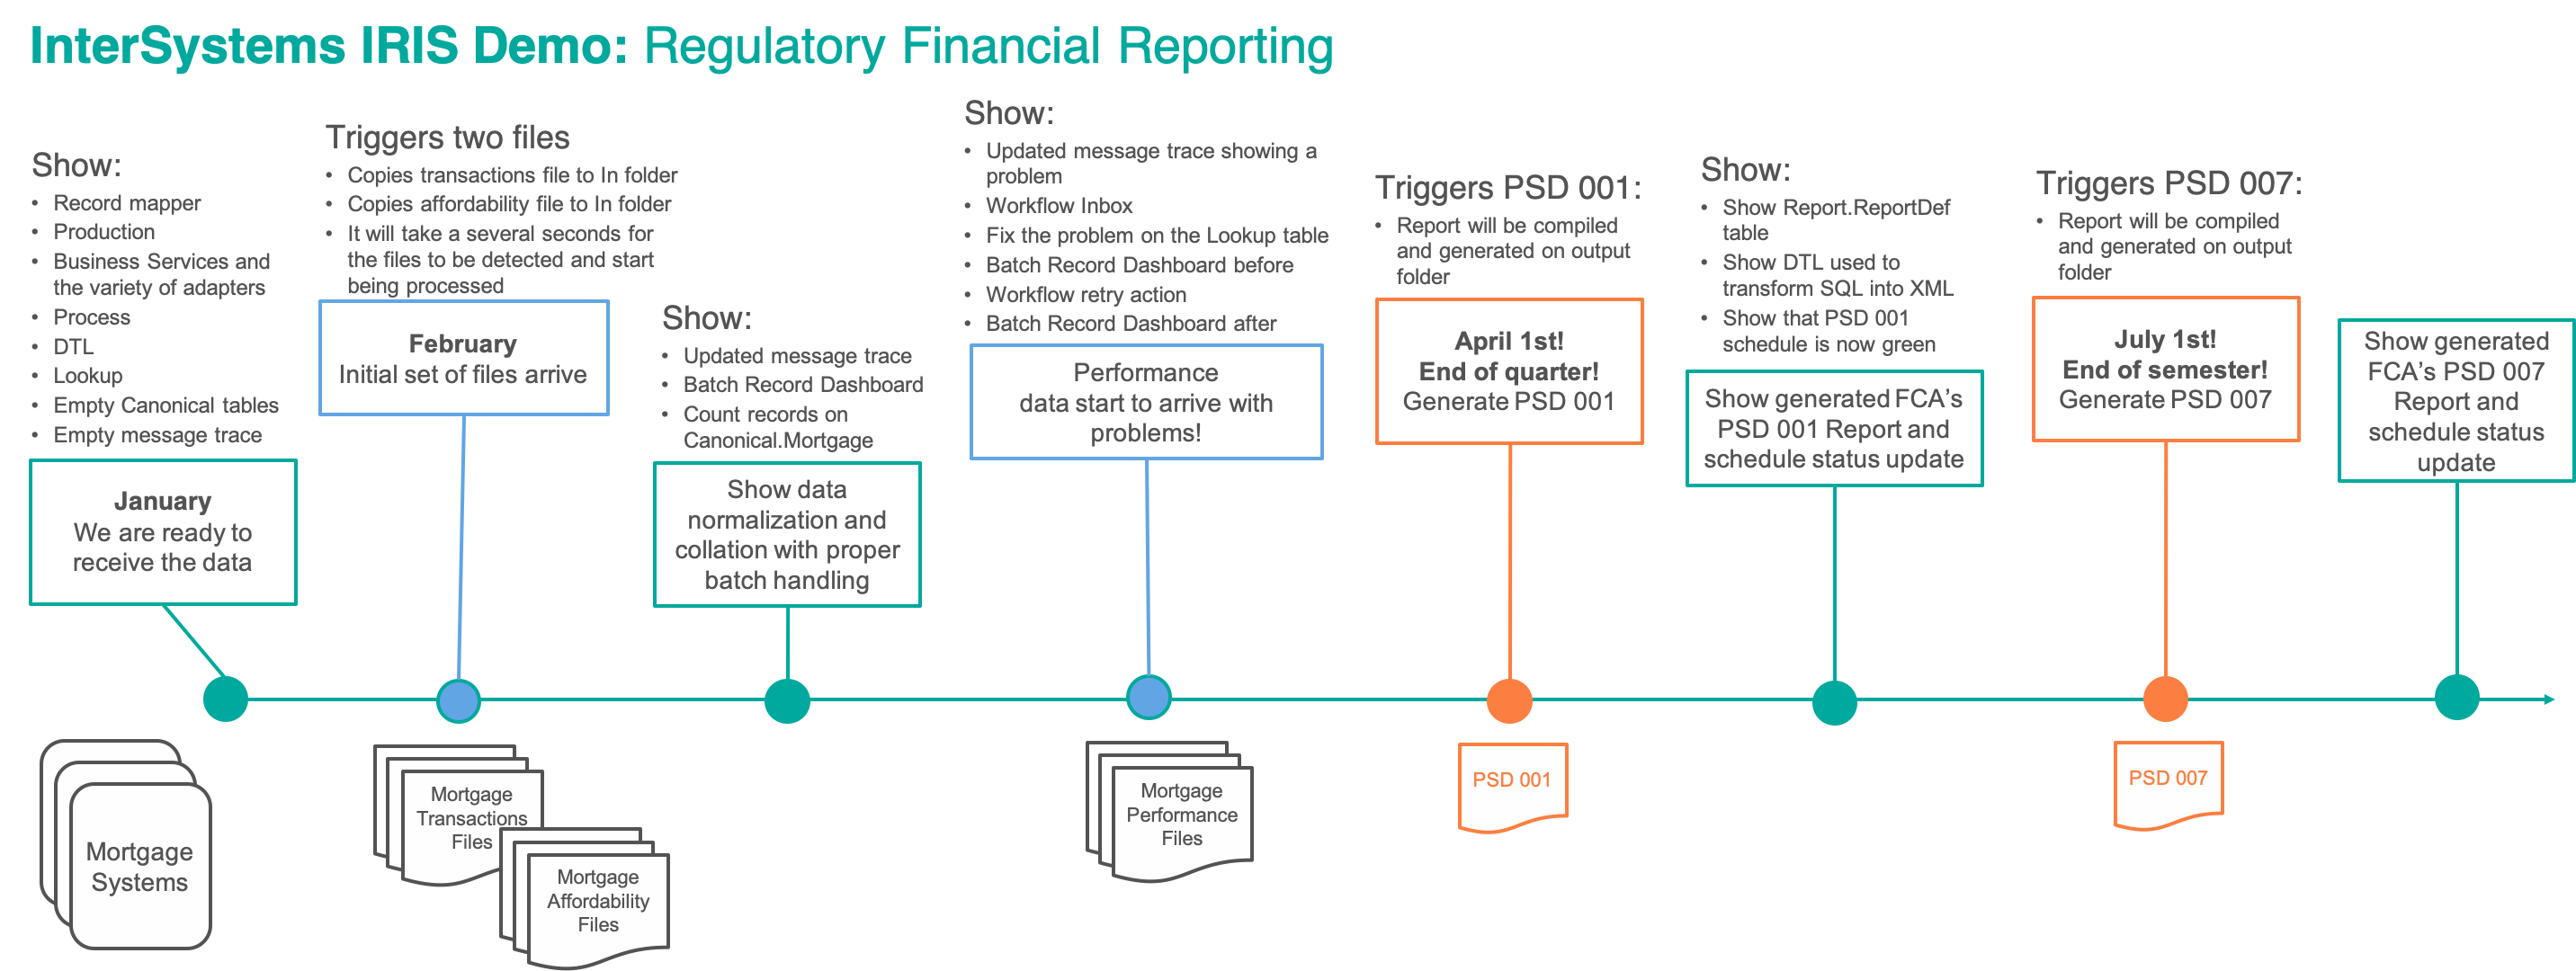 InterSystems IRIS Demo: Regulatory Financial Reporting
Show:
• Record mapper
• Production
• Business Services and
the variety of adapters
• Process
• DTL
• Lookup
• Empty Canonical tables
• Empty message trace
January
We are ready to
receive the data
Triggers two files
• Copies transactions file to In folder
• Copies affordability file to In folder
• It will take a several seconds for
the files to be detected and start
being processed
February
Initial set of files arrive
Show:
• Updated message trace
• Batch Record Dashboard
• Count records on
Canonical.Mortgage
Show data
normalization and
collation with proper
batch handling
Show:
• Updated message trace showing a
problem
• Workflow Inbox
• Fix the problem on the Lookup table
• Batch Record Dashboard before
• Workflow retry action
• Batch Record Dashboard after
Performance
data start to arrive with
problems!
Triggers PSD 001:
• Report will be compiled
and generated on output
folder
April 1st!
End of quarter!
Generate PSD 001
Show:
• Show Report.ReportDef
table
• Show DTL used to
transform SQL into XML
• Show that PSD 001
schedule is now green
Show generated FCA’s
PSD 001 Report and
schedule status update
Triggers PSD 007:
• Report will be compiled
and generated on output
folder
July 1st!
End of semester!
Generate PSD 007
Show generated
FCA’s PSD 007
Report and
schedule status
update
Mortgage
Systems
Mortgage
Transactions
Files
Mortgage
Affordability
Files
Mortgage
Performance
Files
PSD 001
PSD 007